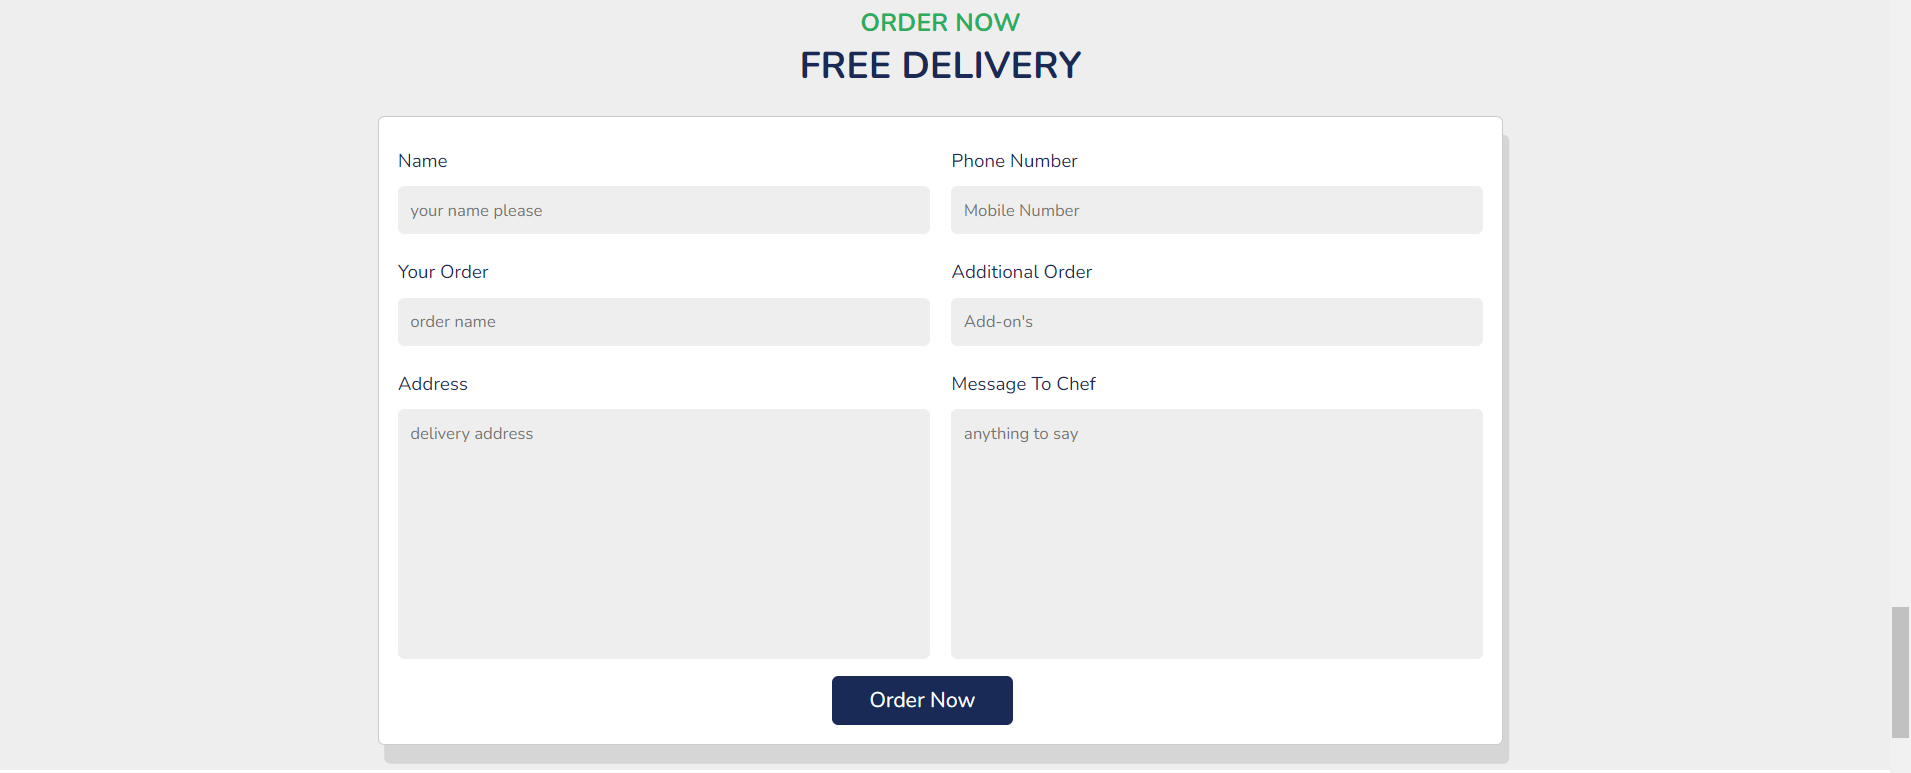 ORDER NOW
FREE DELIVERY
Name
Phone Number
your name please
Mobile Number
Your Order
Additional Order
order name
Add-on's
Address
Message To Chef
delivery address
anything to say
Order Now